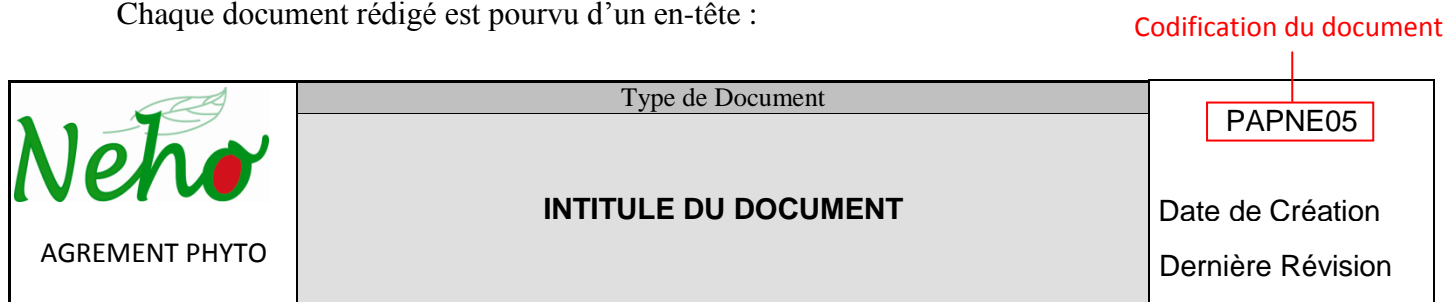 Chaque document rédigé est pourvu d'un en-tête :
Codification du document
Neho
AGREMENT PHYTO
Type de Document
INTITULE DU DOCUMENT
PAPNE05
Date de Création
Dernière Révision